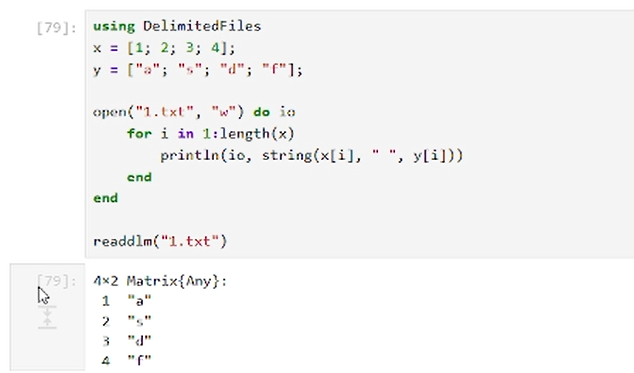 [79]: using DelimitedFiles
x = [1; 2; 3; 4];
y = ["a"; "s"; "d"; "f"];
open("1.txt", "w") do io
for i in 1:length(x)
println(io, string(x[i], " ", y[i]))
end
end
readdlm("1.txt")
[79]: 4×2 Matrix{Any}:
1 "a"
2 "s"
3 "d"
4 "f"